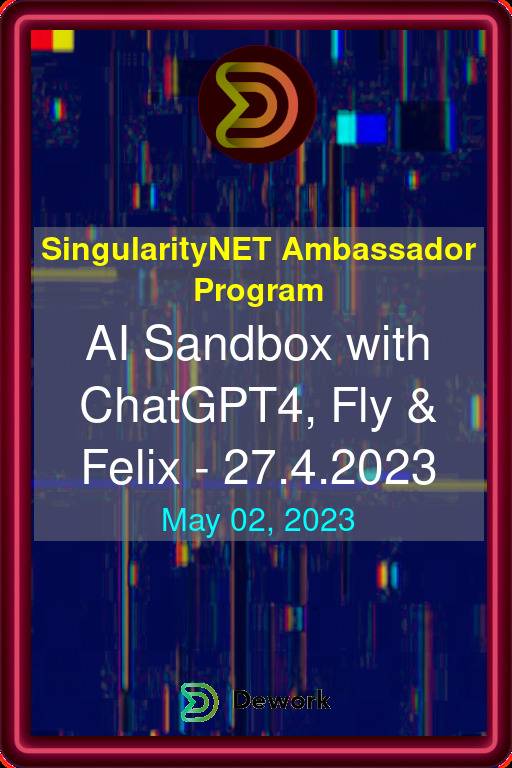 SingularityNET Ambassador
Program
AI Sandbox with
ChatGPT4, Fly &
Felix - 27.4.2023
May 02, 2023
Dework